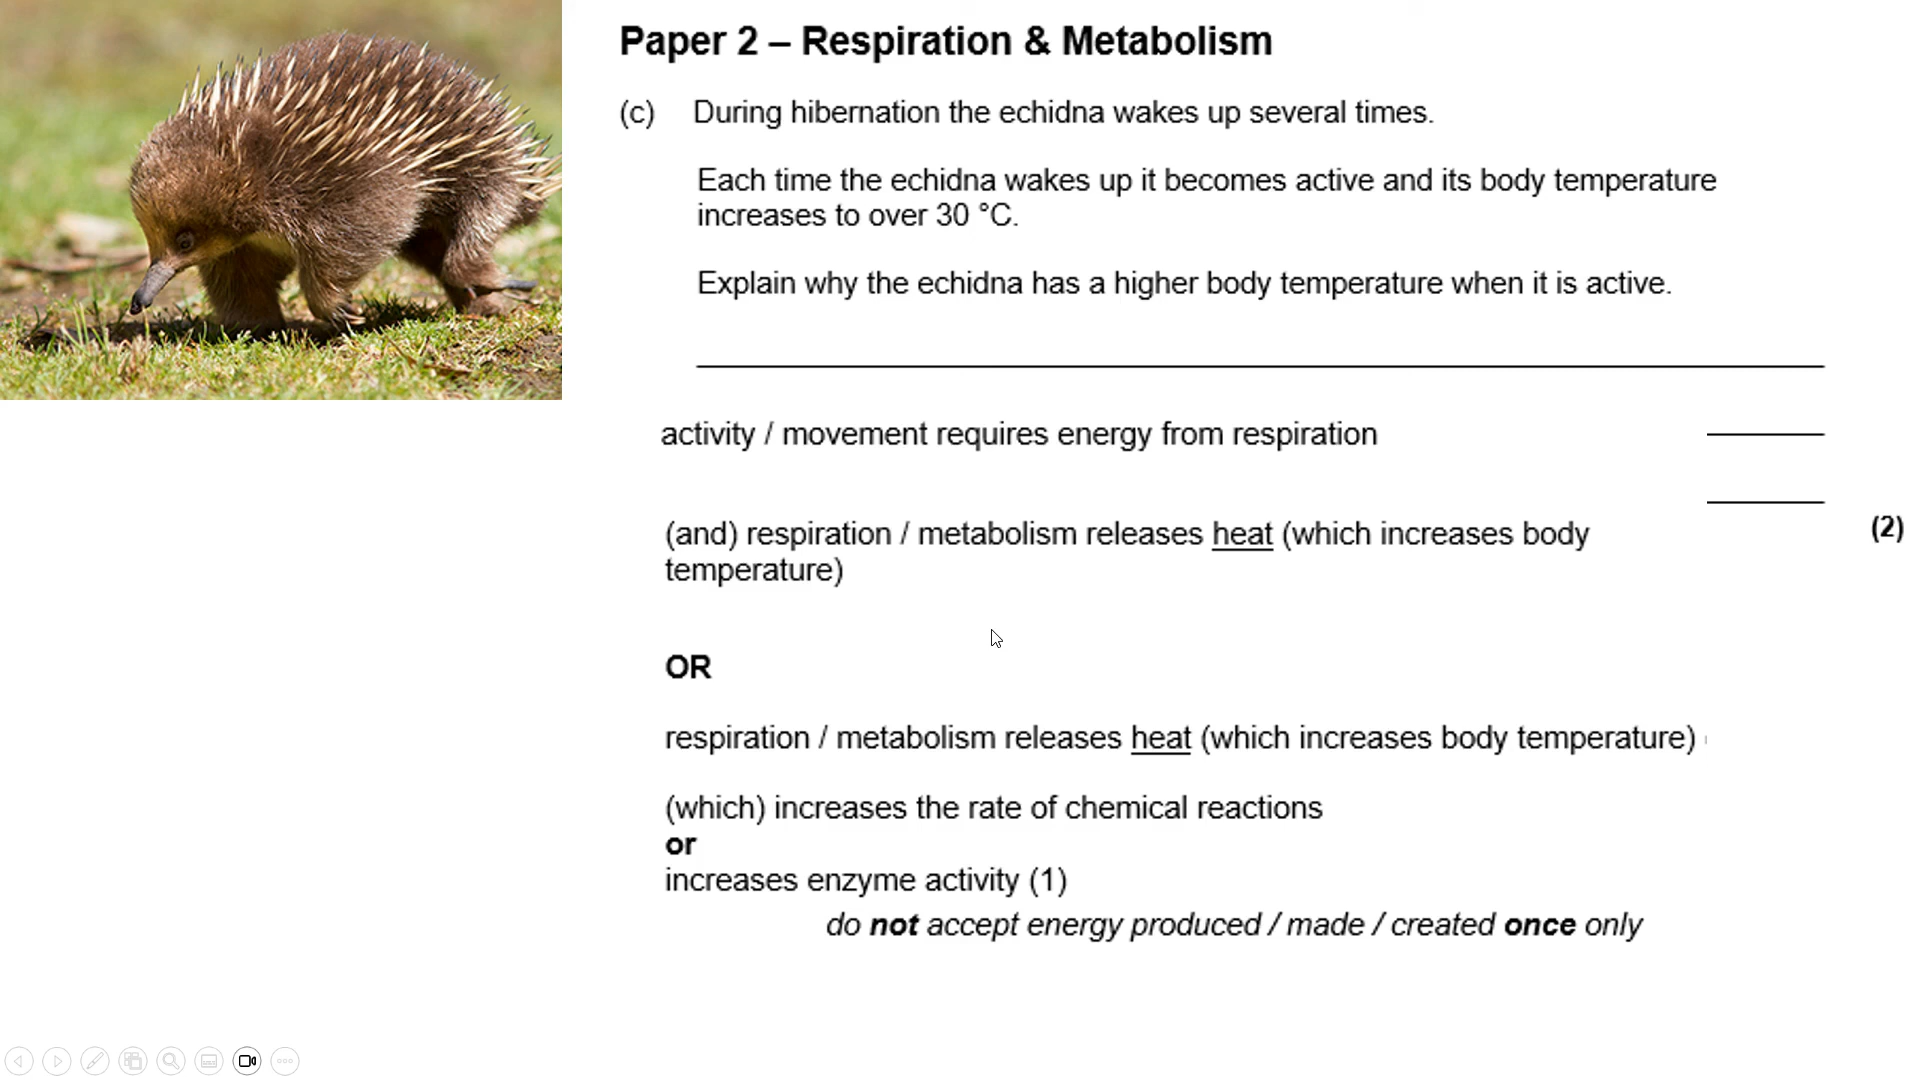 Paper 2 – Respiration & Metabolism
(c) During hibernation the echidna wakes up several times.
Each time the echidna wakes up it becomes active and its body temperature
increases to over 30 °C.
Explain why the echidna has a higher body temperature when it is active.
activity / movement requires energy from respiration
(2)
(and) respiration / metabolism releases heat (which increases body
temperature)
OR
respiration / metabolism releases heat (which increases body temperature)
(which) increases the rate of chemical reactions
or
increases enzyme activity (1)
do not accept energy produced / made / created once only